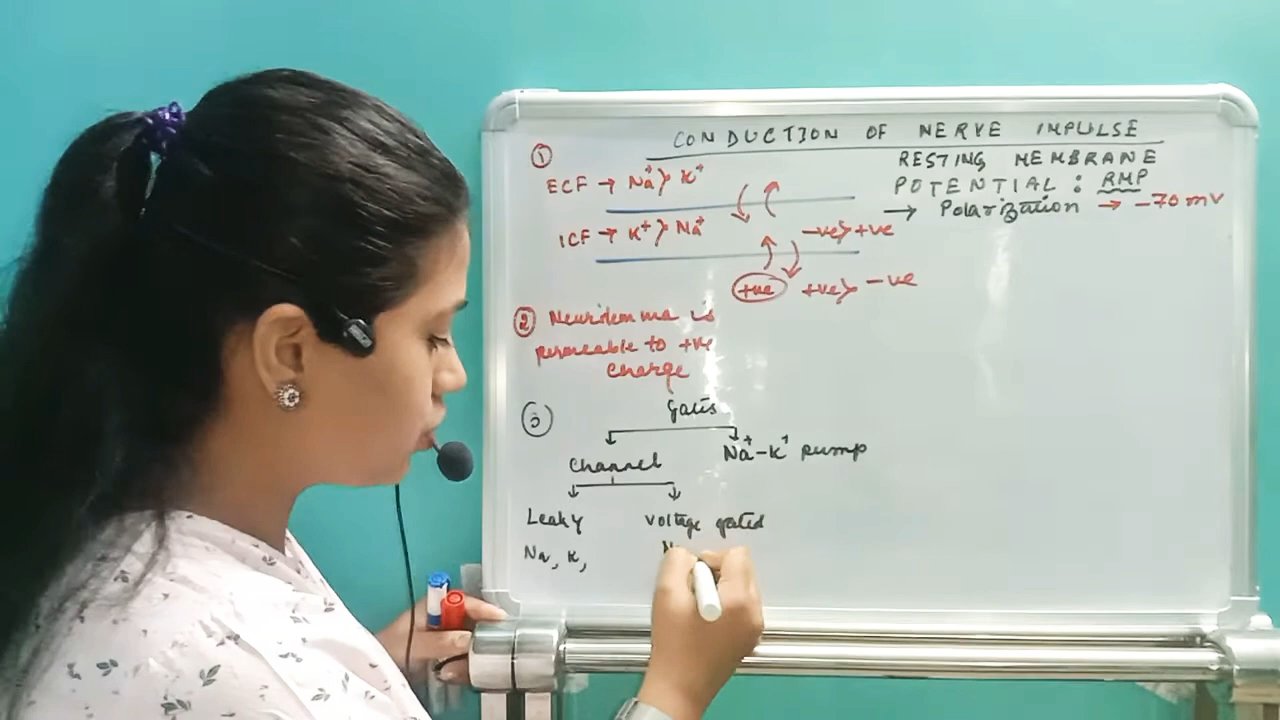 CONDUCTION OF NERVE IMPULSE
①
ECF → Na⁺ > K⁺
ICF → K⁺ > Na⁺
-ve > +ve
+ve +ve > -ve
RESTING MEMBRANE
POTENTIAL : RMP
→ Polarization → -70 mv
② is
permeable to +ve
charge
③ Gates
Channel Na⁺-K⁺ pump
Leaky Voltage gated
Na, K,